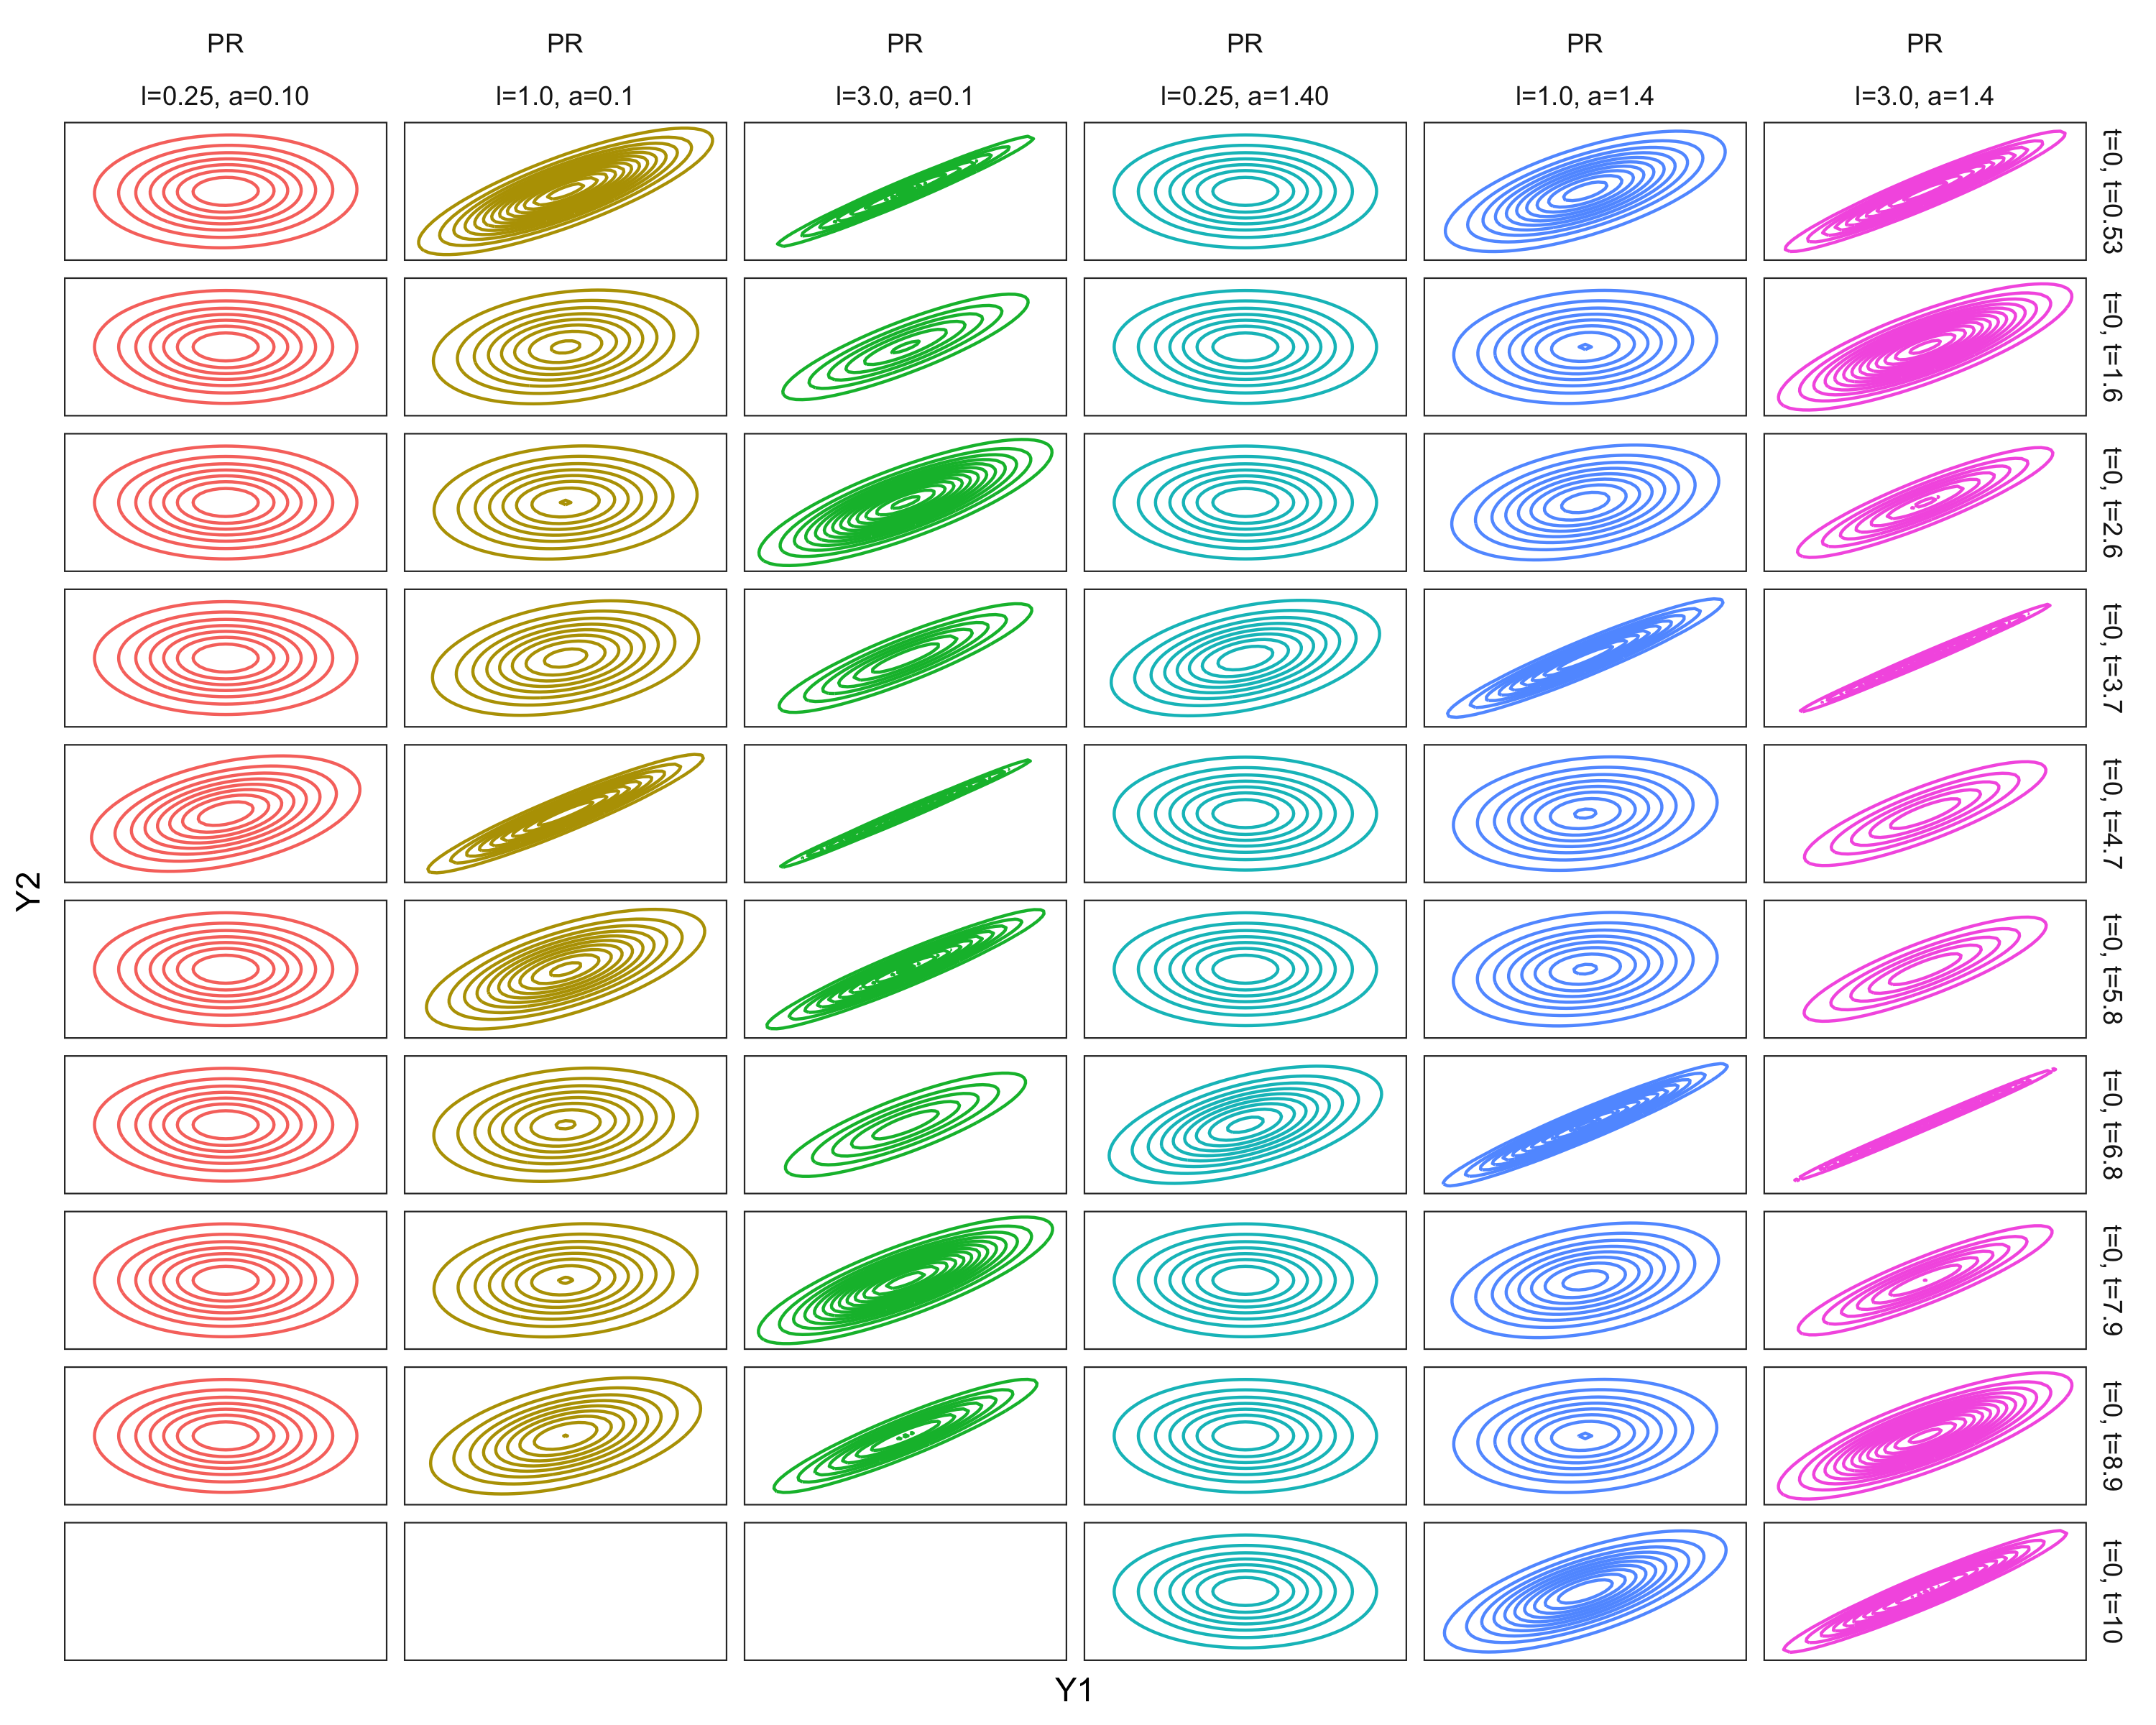 PR PR PR PR PR PR
l=0.25, a=0.10 l=1.0, a=0.1 l=3.0, a=0.1 l=0.25, a=1.40 l=1.0, a=1.4 l=3.0, a=1.4
t=0, t=0.53
t=0, t=1.6
t=0, t=2.6
t=0, t=3.7
t=0, t=4.7
Y2
t=0, t=5.8
t=0, t=6.8
t=0, t=7.9
t=0, t=8.9
t=0, t=10
Y1